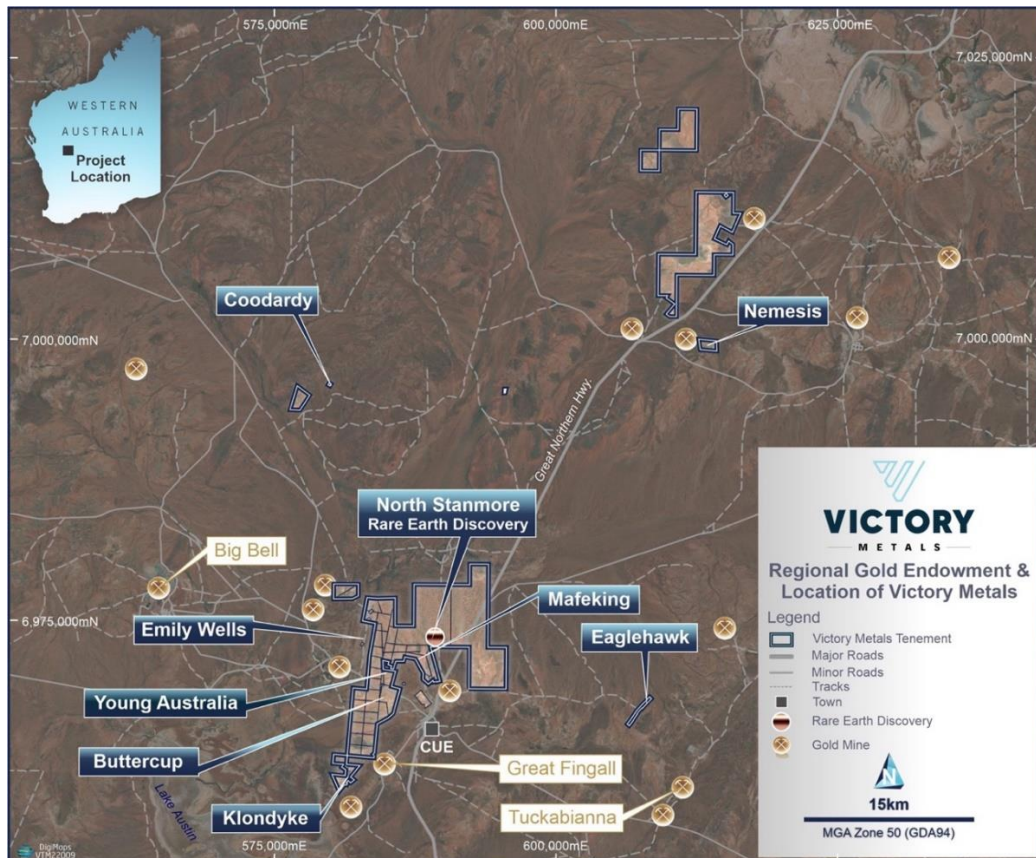 575,000mE
600,000mE
625,000mE
7,025,000mN
WESTERN
AUSTRALIA
Project
Location
Coodardy
Nemesis
7,000,000mN
7,000,000mN
Great Northern Hwy.
North Stanmore
Rare Earth Discovery
Big Bell
Mafeking
6,975,000mN
Emily Wells
Eaglehawk
Young Australia
Buttercup
CUE
Great Fingall
Tuckabianna
Klondyke
Lake Austin
575,000mE
600,000mE
DigMaps
VTM22009
VICTORY
METALS
Regional Gold Endowment &
Location of Victory Metals
Legend
Victory Metals Tenement
Major Roads
Minor Roads
Tracks
Town
Rare Earth Discovery
Gold Mine
N
15km
MGA Zone 50 (GDA94)